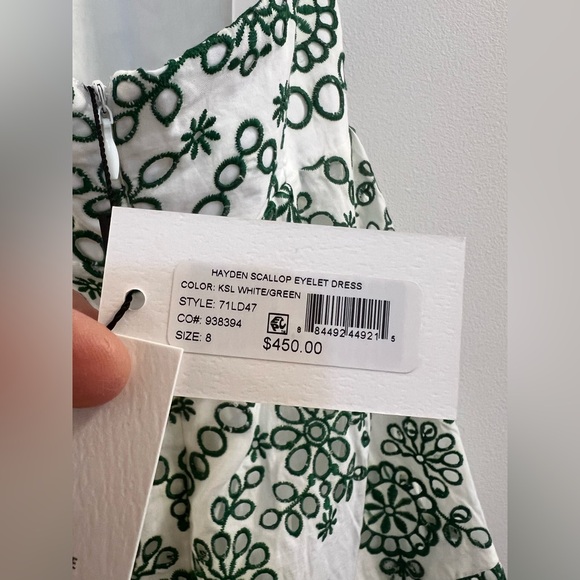 HAYDEN SCALLOP EYELET DRESS
COLOR: KSL WHITE/GREEN
STYLE: 71LD47
CO#: 938394
SIZE: 8
8 84492 44921 5
$450.00
E